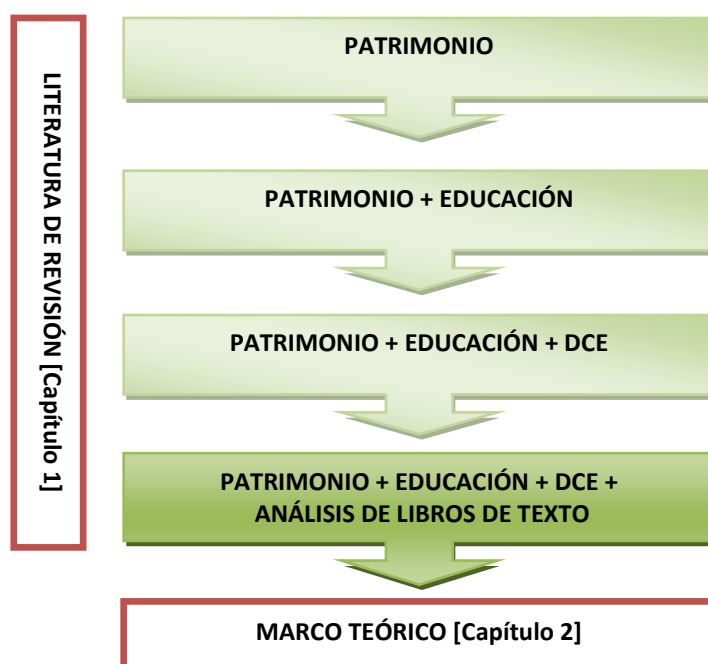 LITERATURA DE REVISIÓN [Capítulo 1]
PATRIMONIO
PATRIMONIO + EDUCACIÓN
PATRIMONIO + EDUCACIÓN + DCE
PATRIMONIO + EDUCACIÓN + DCE +
ANÁLISIS DE LIBROS DE TEXTO
MARCO TEÓRICO [Capítulo 2]